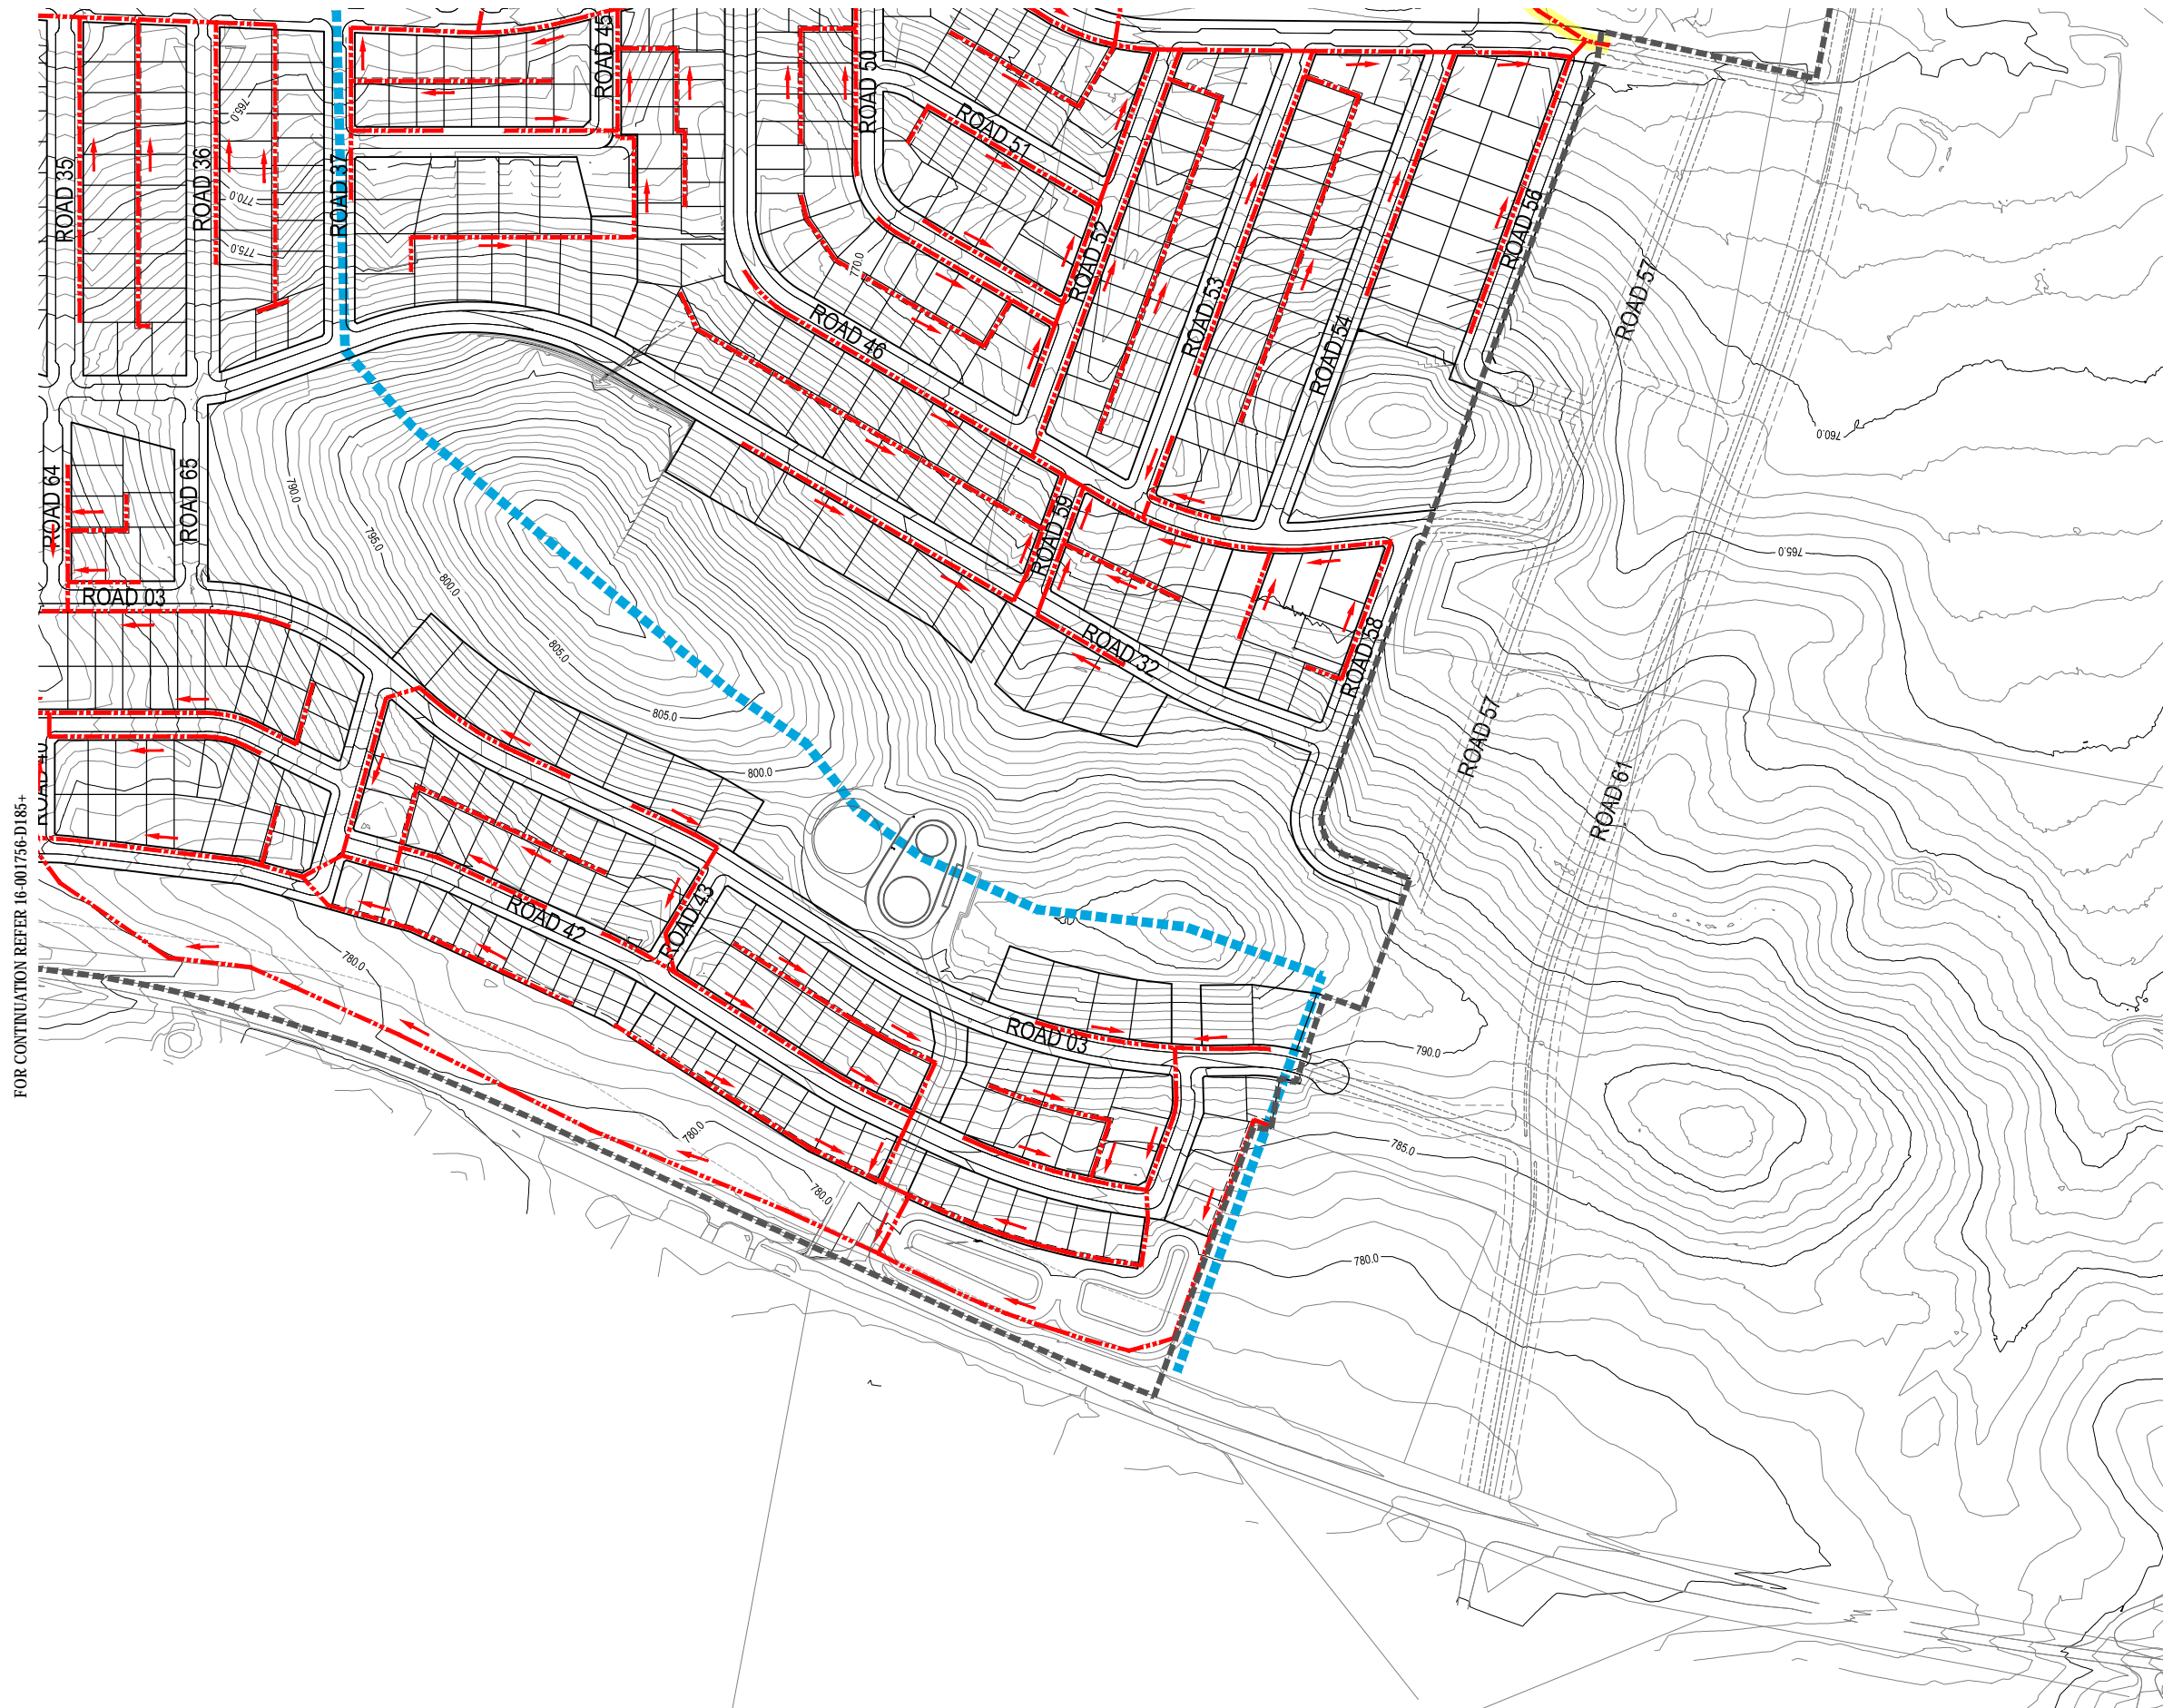 ROAD 45
ROAD 50
765.0
ROAD 51
ROAD 35
ROAD 36
ROAD 37
770.0
775.0
ROAD 56
ROAD 52
770.0
ROAD 57
ROAD 53
ROAD 46
ROAD 54
760.0
790.0
ROAD 64
ROAD 65
795.0
ROAD 59
765.0
800.0
ROAD 03
805.0
ROAD 32
ROAD 58
805.0
ROAD 57
800.0
ROAD 61
FOR CONTINUATION REFER 16-001756-D185+
ROAD 42
ROAD 43
780.0
ROAD 03
790.0
780.0
785.0
780.0
780.0